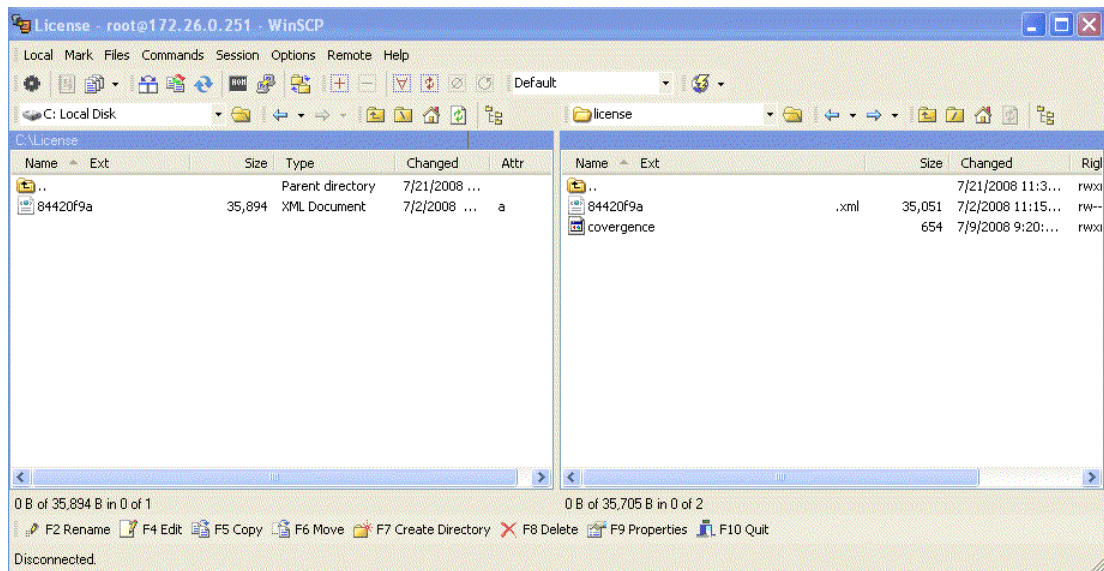 License - root@172.26.0.251 - WinSCP
Local Mark Files Commands Session Options Remote Help
Default
C: Local Disk license
C:\License
Name Ext Size Type Changed Attr Name Ext Size Changed Rigl
.. Parent directory 7/21/2008 ... .. 7/21/2008 11:3... rwxr
84420f9a 35,894 XML Document 7/2/2008 ... a 84420f9a .xml 35,051 7/2/2008 11:15... rw--
covergence 654 7/9/2008 9:20:... rwxr
0 B of 35,894 B in 0 of 1 0 B of 35,705 B in 0 of 2
F2 Rename F4 Edit F5 Copy F6 Move F7 Create Directory F8 Delete F9 Properties F10 Quit
Disconnected.